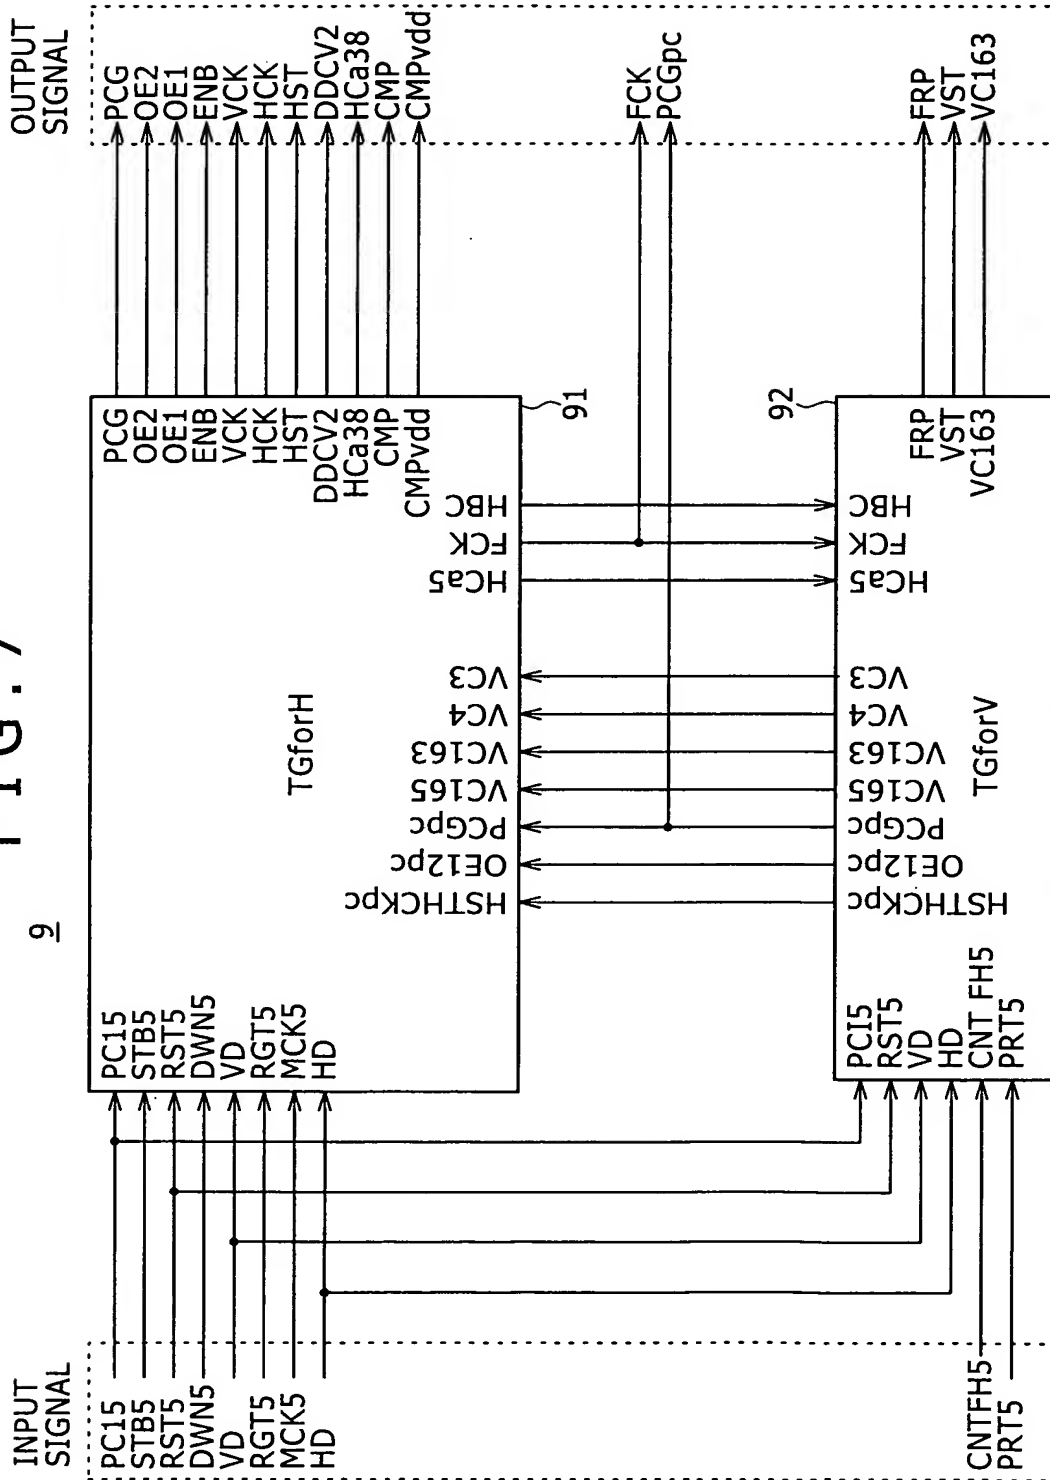 FIG. 7
9
INPUT
SIGNAL
PC15
STB5
RST5
DWN5
VD
RGT5
MCK5
HD
CNTFH5
PRT5
PC15
STB5
RST5
DWN5
VD
RGT5
MCK5
HD
TGforH
PCG
OE2
OE1
ENB
VCK
HCK
HST
DDCV2
HCa38
CMP
CMPvdd
HSTHCKpc
OE12pc
PCGpc
VC165
VC163
VC4
VC3
HCa5
FCK
HBC
91
92
PCI5
RST5
VD
HD
CNT FH5
PRT5
HSTHCKpc
OE12pc
PCGpc
VC165
VC163
VC4
VC3
HCa5
FCK
HBC
TGforV
FRP
VST
VC163
OUTPUT
SIGNAL
PCG
OE2
OE1
ENB
VCK
HCK
HST
DDCV2
HCa38
CMP
CMPvdd
FCK
PCGpc
FRP
VST
VC163